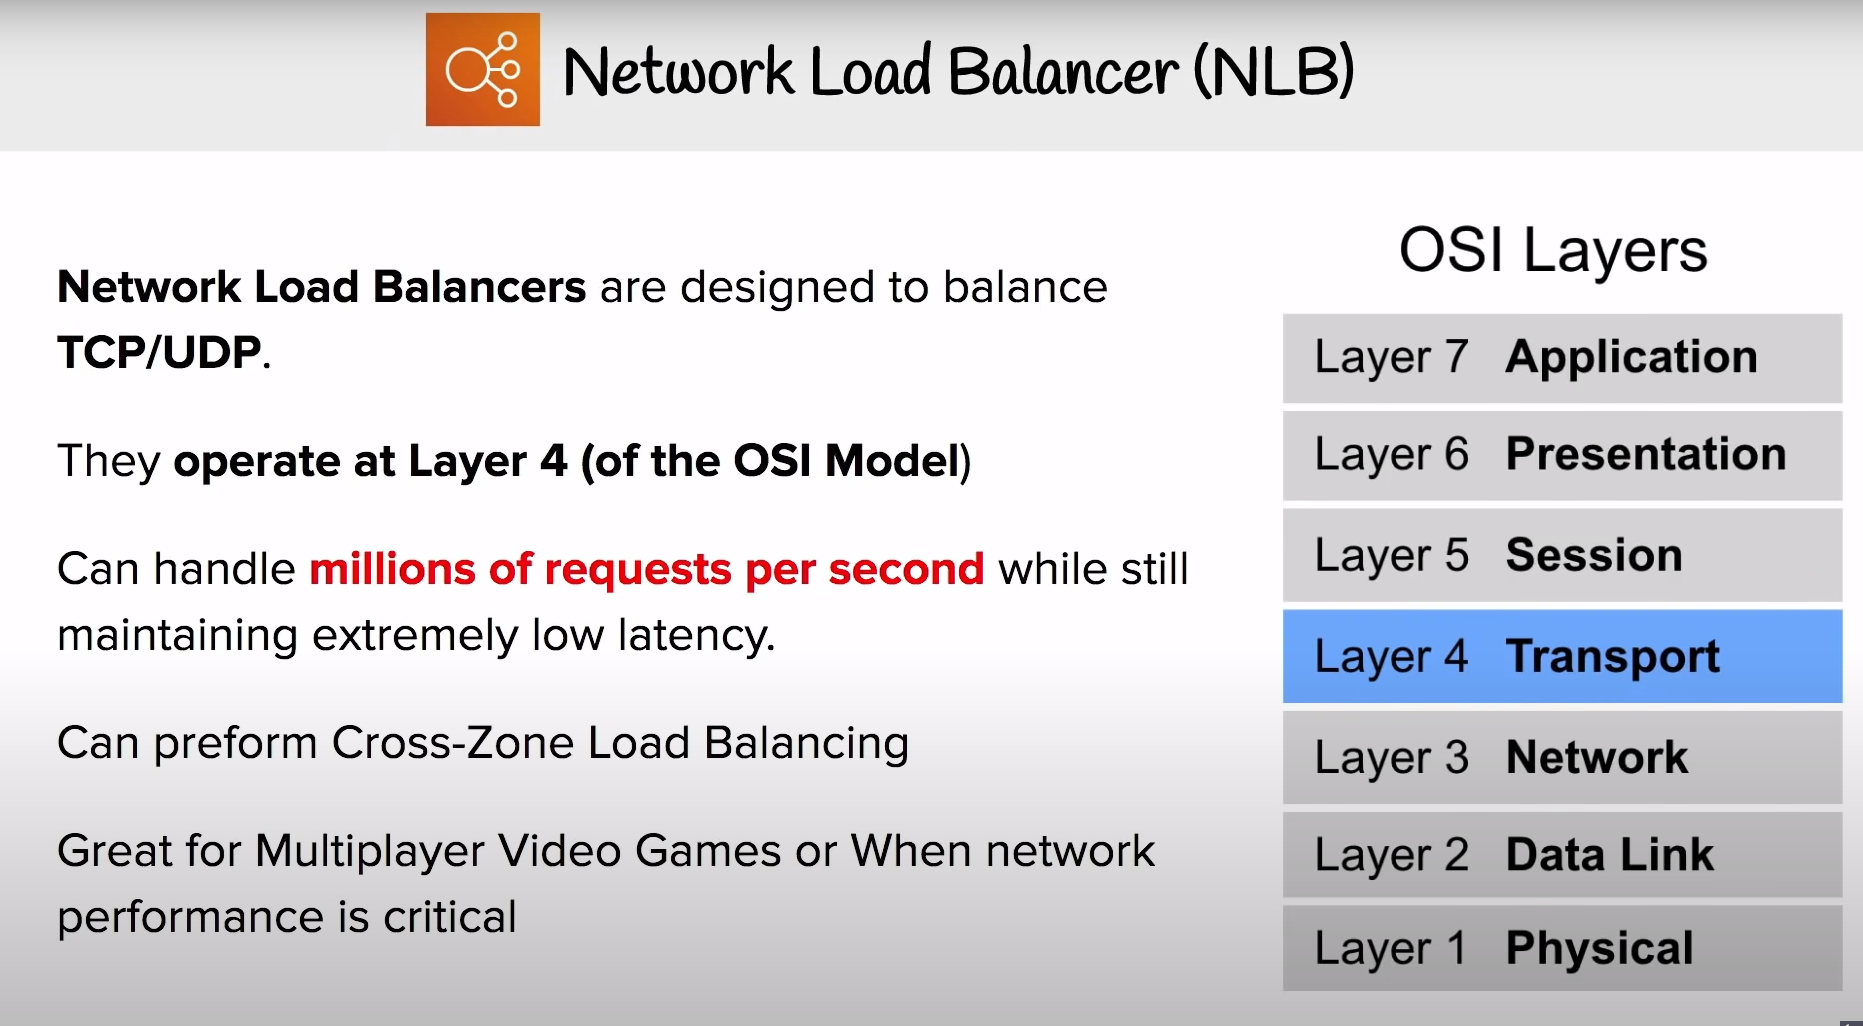 Network Load Balancer (NLB)
Network Load Balancers are designed to balance
TCP/UDP.
They operate at Layer 4 (of the OSI Model)
Can handle millions of requests per second while still
maintaining extremely low latency.
Can preform Cross-Zone Load Balancing
Great for Multiplayer Video Games or When network
performance is critical
OSI Layers
Layer 7 Application
Layer 6 Presentation
Layer 5 Session
Layer 4 Transport
Layer 3 Network
Layer 2 Data Link
Layer 1 Physical